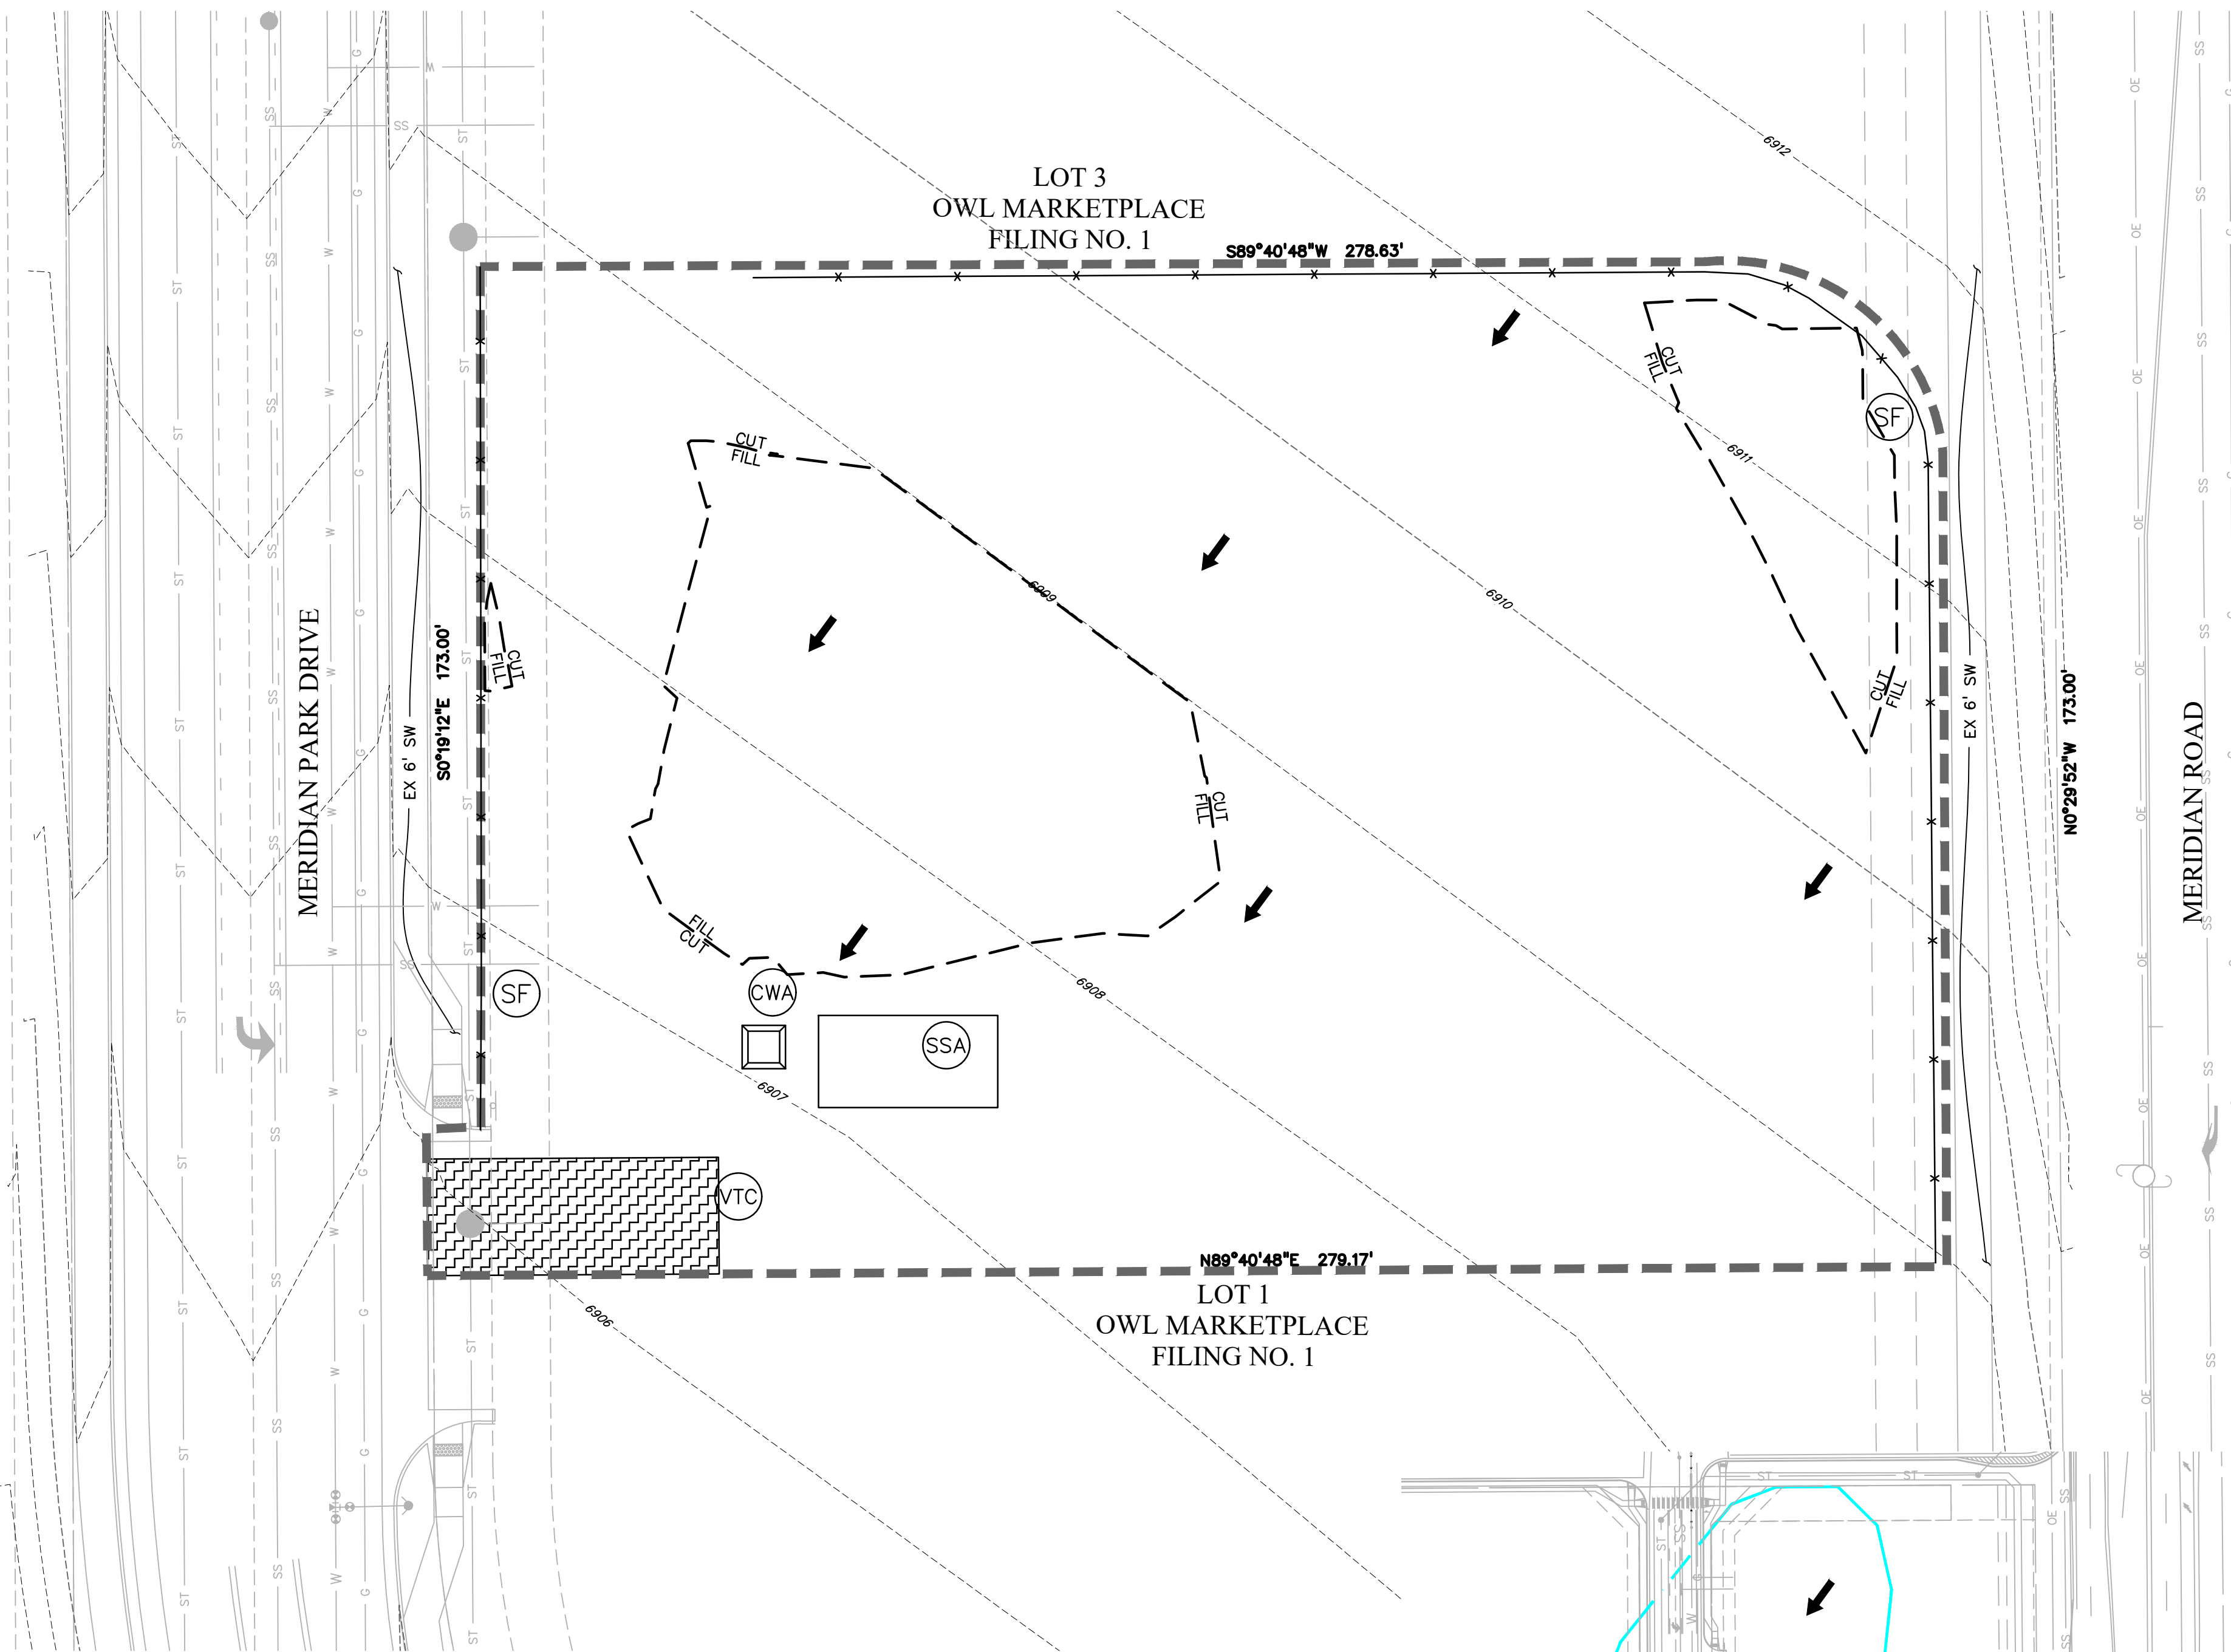 6912
LOT 3
OWL MARKETPLACE
FILING NO. 1
S89°40'48"W 278.63'
CUT
FILL
SF
CUT
FILL
6911
6909
6910
CUT
FILL
MERIDIAN PARK DRIVE
EX 6' SW
S0°19'12"E 173.00'
CUT
FILL
CUT
FILL
EX 6' SW
N0°29'52"W 173.00'
MERIDIAN ROAD
FILL
CUT
SF
CWA
SSA
6908
6907
VTC
N89°40'48"E 279.17'
LOT 1
OWL MARKETPLACE
FILING NO. 1
6906
W
SS
ST
G
OE